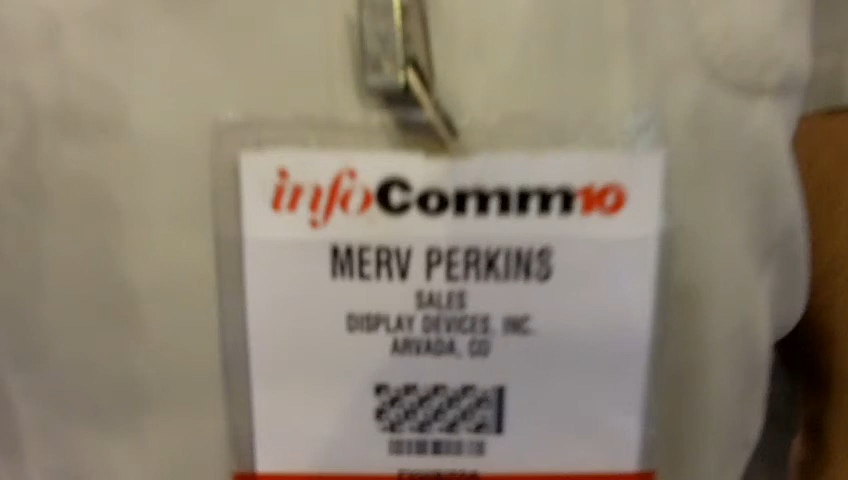 infoComm10
MERV PERKINS
SALES
DISPLAY DEVICES, INC.
ARVADA, CO